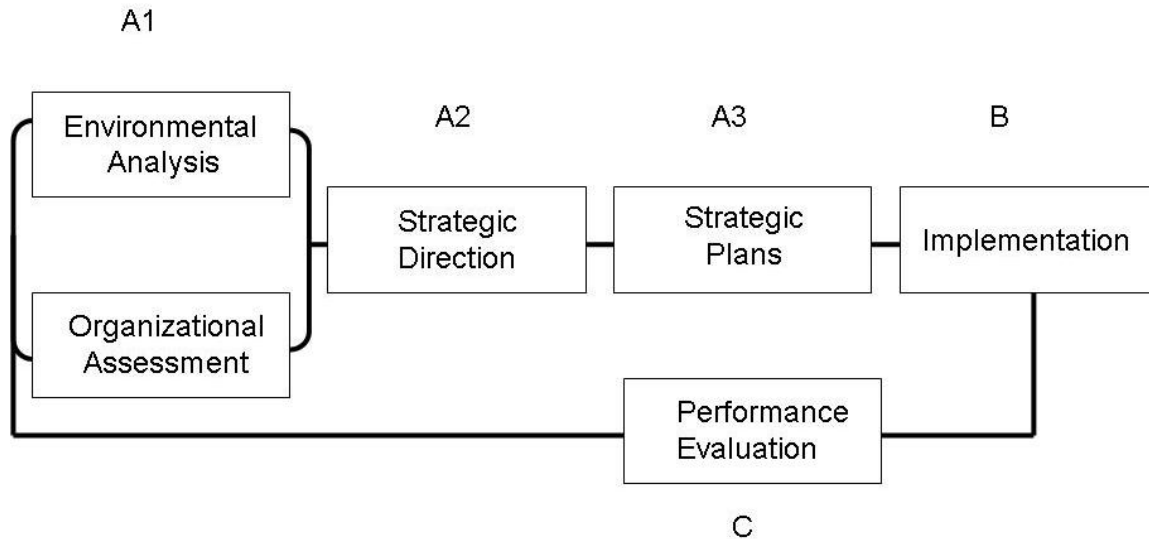 A1
Environmental
Analysis
Organizational
Assessment
A2
Strategic
Direction
A3
Strategic
Plans
B
Implementation
Performance
Evaluation
C